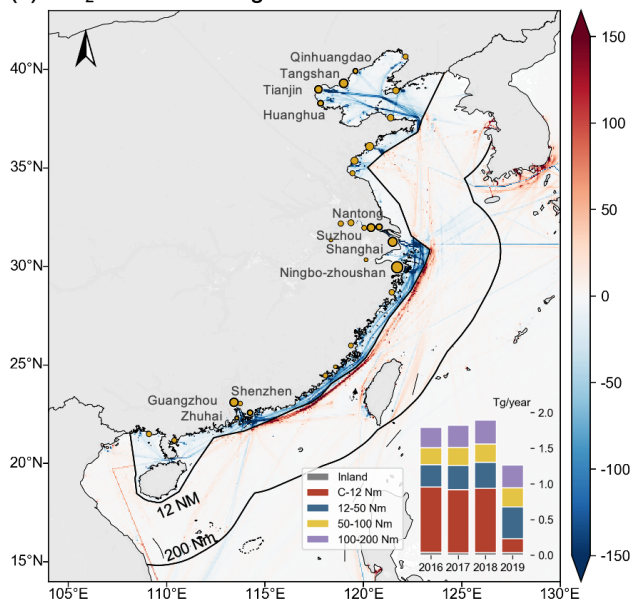 40°N
35°N
30°N
25°N
20°N
15°N
Qinhuangdao
Tangshan
Tianjin
Huanghua
Nantong
Suzhou
Shanghai
Ningbo-zhoushan
Guangzhou
Shenzhen
Zhuhai
12 NM
200 Nm
Inland
C-12 Nm
12-50 Nm
50-100 Nm
100-200 Nm
Tg/year
2.0
1.5
1.0
0.5
0.0
2016 2017 2018 2019
105°E 110°E 115°E 120°E 125°E 130°E
150
100
50
0
-50
-100
-150